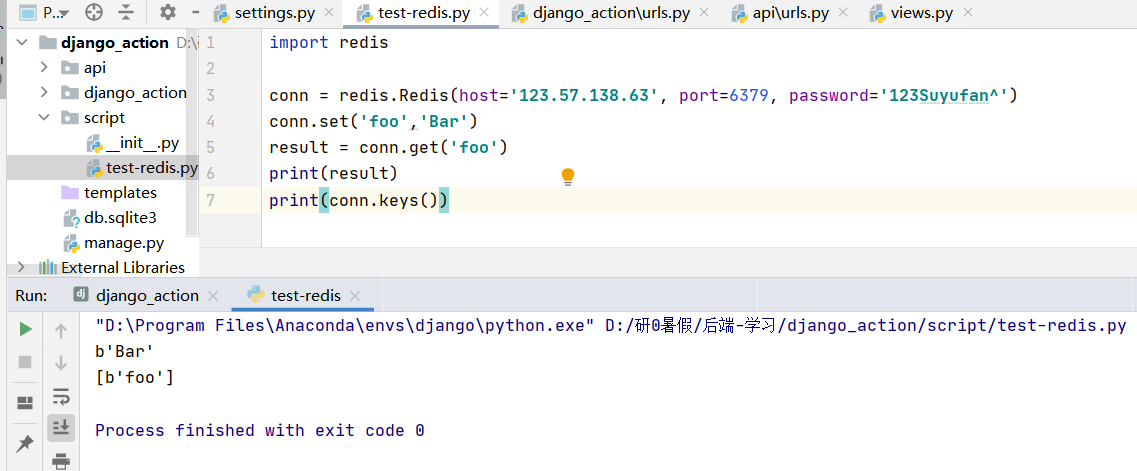 P...
settings.py
test-redis.py
django_action\urls.py
api\urls.py
views.py
django_action
api
django_action
script
__init__.py
test-redis.py
templates
db.sqlite3
manage.py
External Libraries
1 import redis
2
3 conn = redis.Redis(host='123.57.138.63', port=6379, password='123Suyufan^')
4 conn.set('foo','Bar')
5 result = conn.get('foo')
6 print(result)
7 print(conn.keys())
Run: django_action test-redis
"D:\Program Files\Anaconda\envs\django\python.exe" D:/研0暑假/后端-学习/django_action/script/test-redis.py
b'Bar'
[b'foo']
Process finished with exit code 0